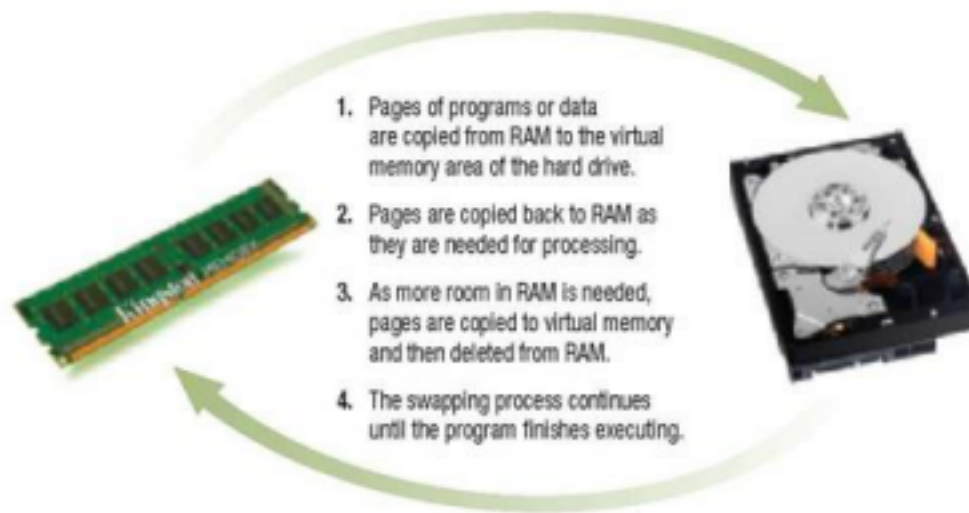 1. Pages of programs or data
are copied from RAM to the virtual
memory area of the hard drive.
2. Pages are copied back to RAM as
they are needed for processing.
3. As more room in RAM is needed,
pages are copied to virtual memory
and then deleted from RAM.
4. The swapping process continues
until the program finishes executing.
Kingston